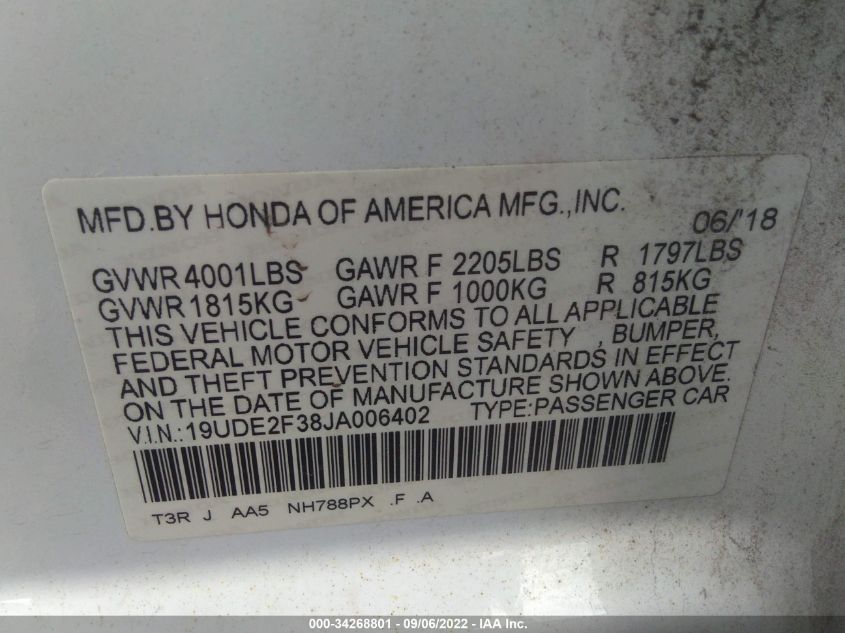 MFD.BY HONDA OF AMERICA MFG.,INC. 06/'18
GVWR 4001LBS GAWR F 2205LBS R 1797LBS
GVWR 1815KG GAWR F 1000KG R 815KG
THIS VEHICLE CONFORMS TO ALL APPLICABLE
FEDERAL MOTOR VEHICLE SAFETY , BUMPER,
AND THEFT PREVENTION STANDARDS IN EFFECT
ON THE DATE OF MANUFACTURE SHOWN ABOVE.
V.I.N.:19UDE2F38JA006402 TYPE:PASSENGER CAR
T3R J AA5 NH788PX .F .A
000-34268801 - 09/06/2022 - IAA Inc.